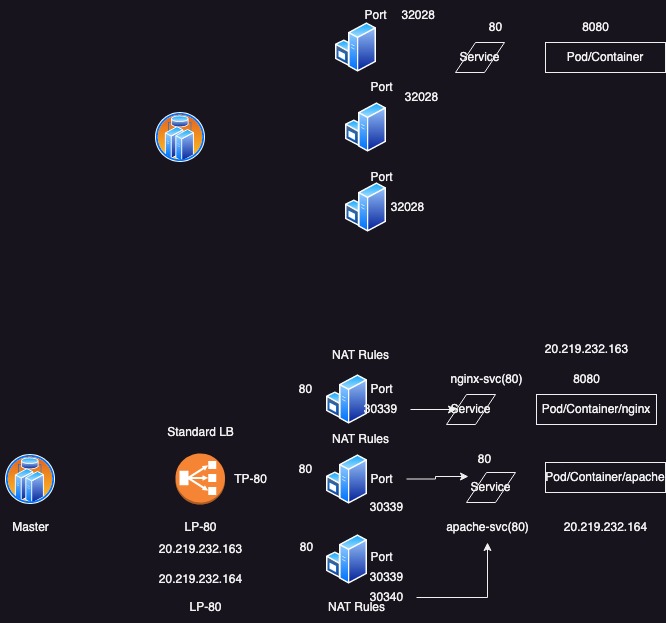 Port 32028
80
8080
Service
Pod/Container
Port
32028
Port
32028
20.219.232.163
NAT Rules
nginx-svc(80)
8080
80
Port
30339
Service
Pod/Container/nginx
Standard LB
NAT Rules
80
80
TP-80
Port
Service
Pod/Container/apache
30339
Master
LP-80
apache-svc(80)
20.219.232.164
20.219.232.163
80
Port
20.219.232.164
30339
30340
LP-80
NAT Rules